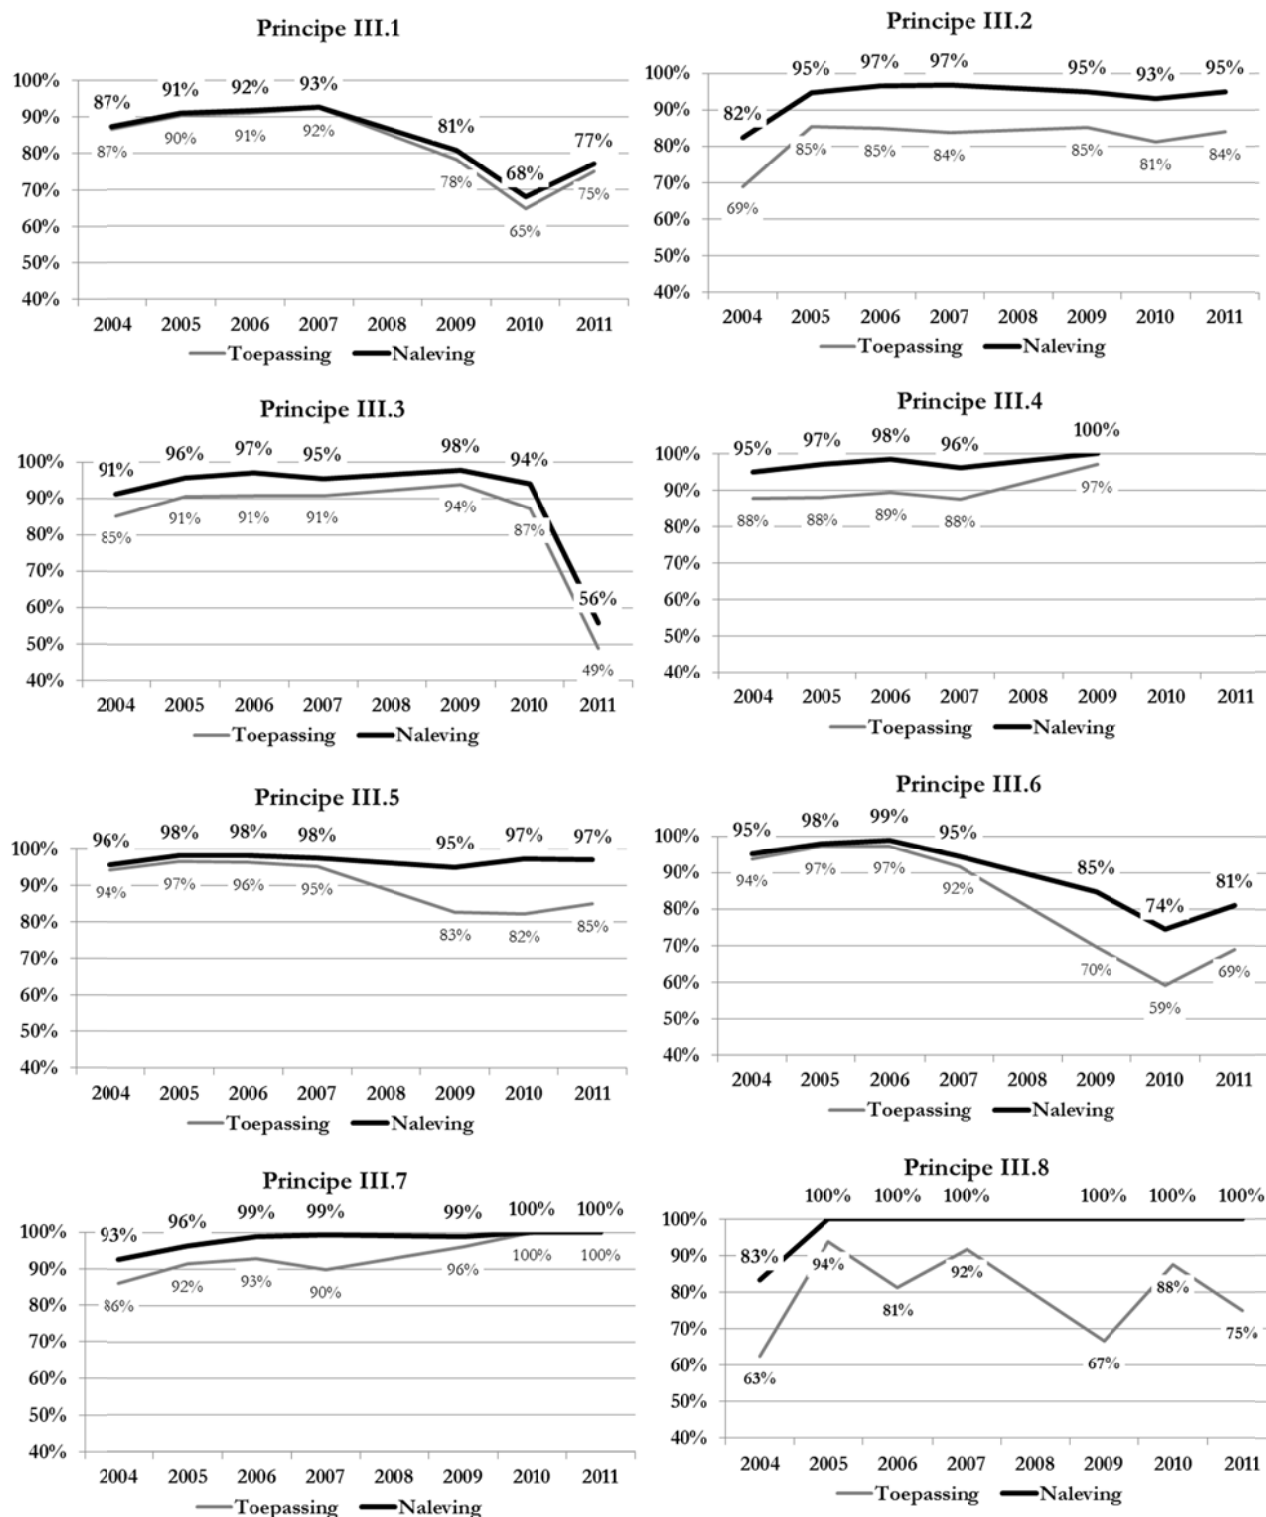 Principe III.1
100%
90%
80%
70%
60%
50%
40%
87% 91% 92% 93% 81% 68% 77%
87% 90% 91% 92% 78% 65% 75%
2004 2005 2006 2007 2008 2009 2010 2011
Toepassing Naleving
Principe III.2
100%
90%
80%
70%
60%
50%
40%
82% 95% 97% 97% 95% 93% 95%
69% 85% 85% 84% 85% 81% 84%
2004 2005 2006 2007 2008 2009 2010 2011
Toepassing Naleving
Principe III.3
100%
90%
80%
70%
60%
50%
40%
91% 96% 97% 95% 98% 94% 56%
85% 91% 91% 91% 94% 87% 49%
2004 2005 2006 2007 2008 2009 2010 2011
Toepassing Naleving
Principe III.4
100%
90%
80%
70%
60%
50%
40%
95% 97% 98% 96% 100%
88% 88% 89% 88% 97%
2004 2005 2006 2007 2008 2009 2010 2011
Toepassing Naleving
Principe III.5
100%
90%
80%
70%
60%
50%
40%
96% 98% 98% 98% 95% 97% 97%
94% 97% 96% 95% 83% 82% 85%
2004 2005 2006 2007 2008 2009 2010 2011
Toepassing Naleving
Principe III.6
100%
90%
80%
70%
60%
50%
40%
95% 98% 99% 95% 85% 74% 81%
94% 97% 97% 92% 70% 59% 69%
2004 2005 2006 2007 2008 2009 2010 2011
Toepassing Naleving
Principe III.7
100%
90%
80%
70%
60%
50%
40%
93% 96% 99% 99% 99% 100% 100%
86% 92% 93% 90% 96% 100% 100%
2004 2005 2006 2007 2008 2009 2010 2011
Toepassing Naleving
Principe III.8
100%
90%
80%
70%
60%
50%
40%
83% 100% 100% 100% 100% 100% 100%
63% 94% 81% 92% 67% 88% 75%
2004 2005 2006 2007 2008 2009 2010 2011
Toepassing Naleving